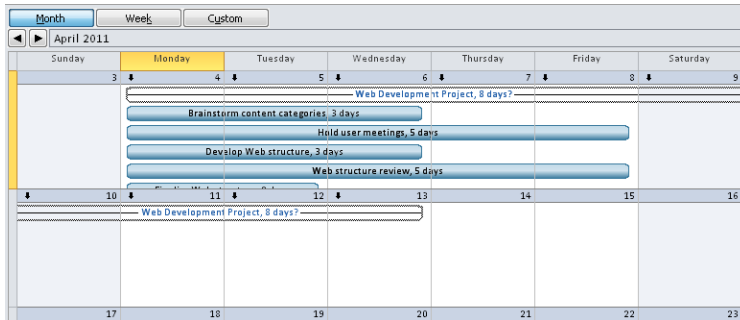 Month Week Custom
April 2011
Sunday Monday Tuesday Wednesday Thursday Friday Saturday
3 4 5 6 7 8 9
Web Development Project, 8 days?
Brainstorm content categories, 3 days
Hold user meetings, 5 days
Develop Web structure, 3 days
Web structure review, 5 days
10 11 12 13 14 15 16
Web Development Project, 8 days?
17 18 19 20 21 22 23